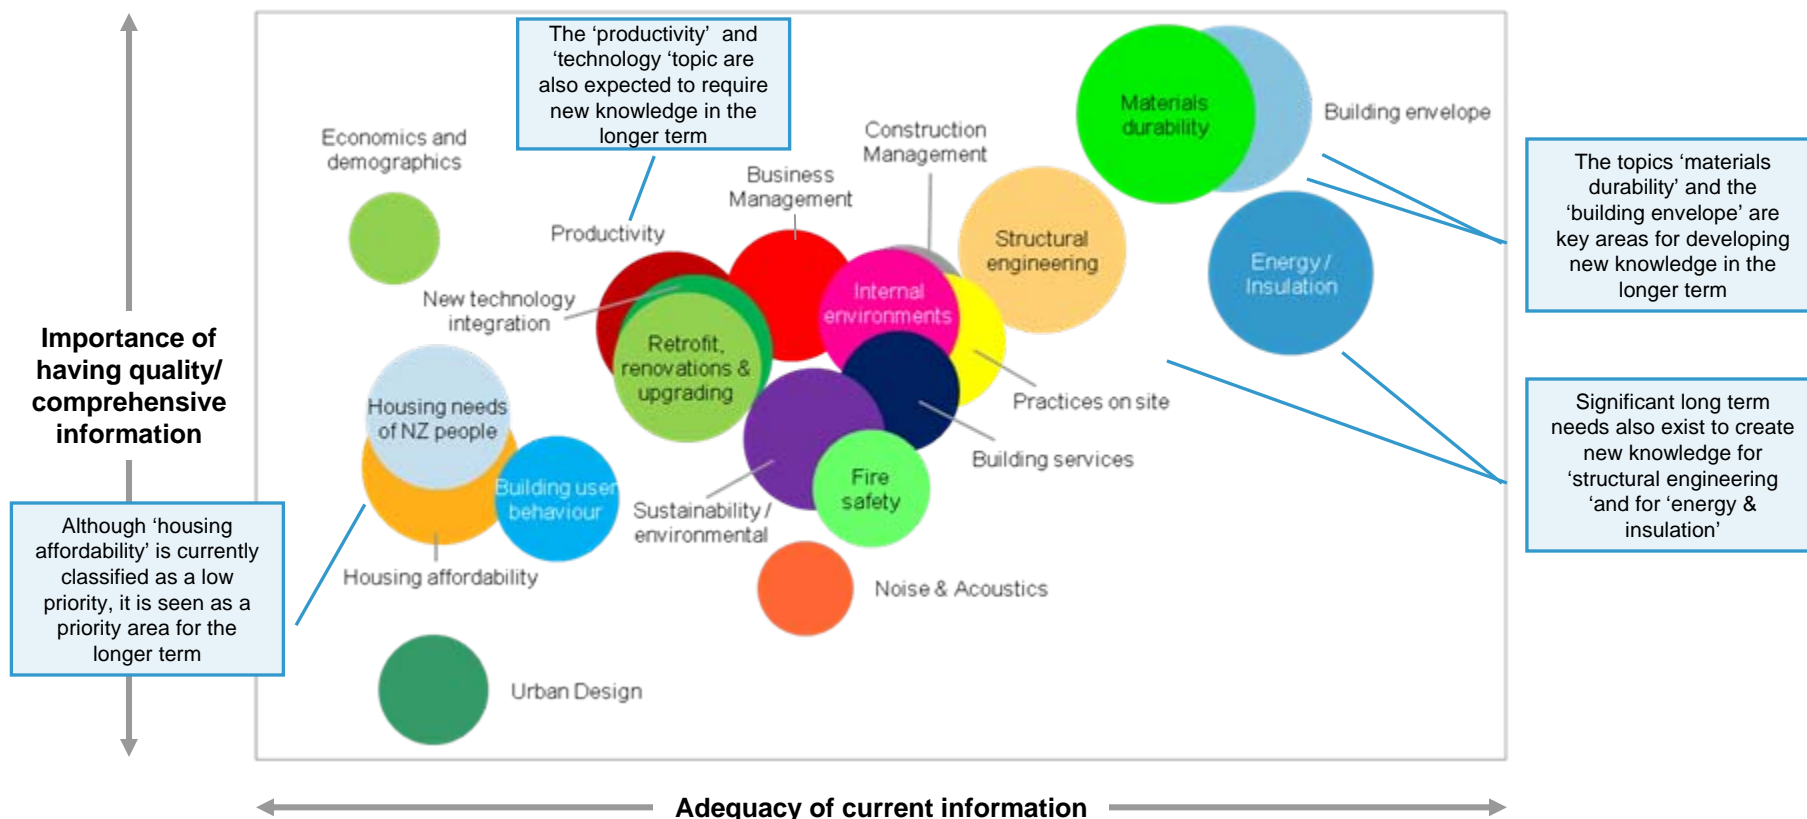 The ‘productivity’ and
‘technology ‘topic are
also expected to require
new knowledge in the
longer term
Economics and
demographics
Construction
Management
Materials
durability
Building envelope
Business
Management
The topics ‘materials
durability’ and the
‘building envelope’ are
key areas for developing
new knowledge in the
longer term
Productivity
Structural
engineering
Energy /
Insulation
New technology
integration
Internal
environments
Importance of
having quality/
comprehensive
information
Retrofit,
renovations &
upgrading
Housing needs
of NZ people
Practices on site
Significant long term
needs also exist to create
new knowledge for
‘structural engineering
‘and for ‘energy &
insulation’
Building services
Building user
behaviour
Fire
safety
Sustainability /
environmental
Although ‘housing
affordability’ is currently
classified as a low
priority, it is seen as a
priority area for the
longer term
Housing affordability
Noise & Acoustics
Urban Design
Adequacy of current information